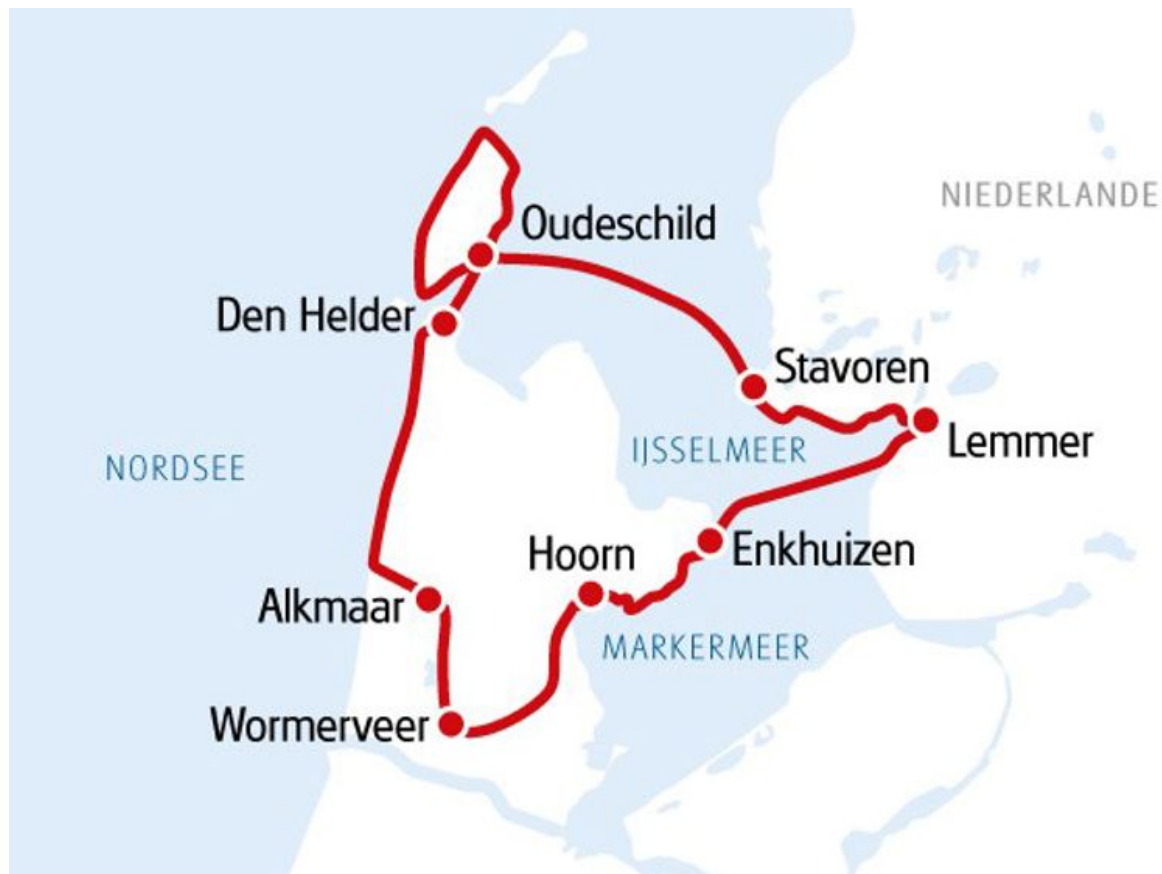 NIEDERLANDE
Oudeschild
Den Helder
Stavoren
Lemmer
IJSSELMEER
NORDSEE
Enkhuizen
Hoorn
Alkmaar
MARKERMEER
Wormerveer